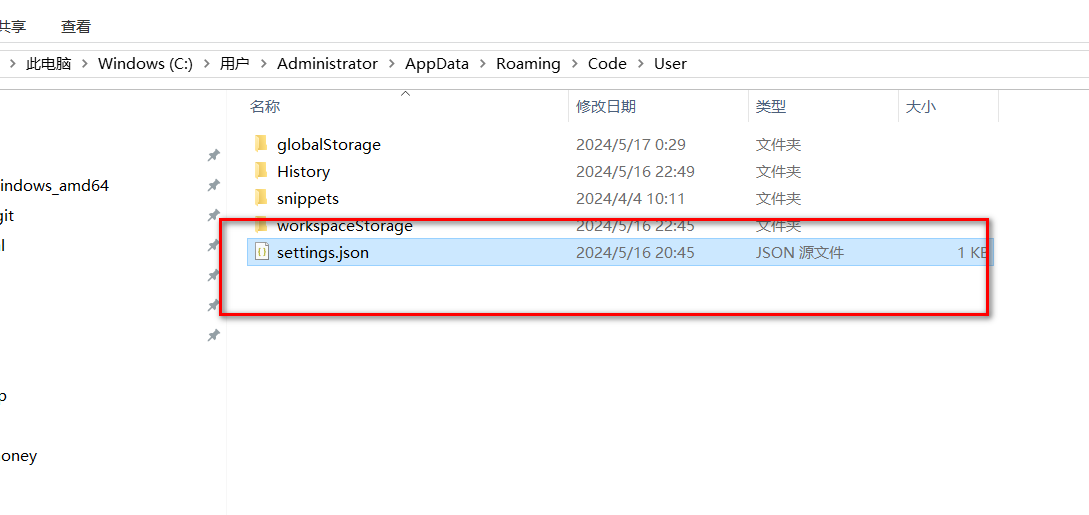 共享 查看
此电脑 Windows (C:) 用户 Administrator AppData Roaming Code User
名称 修改日期 类型 大小
globalStorage 2024/5/17 0:29 文件夹
History 2024/5/16 22:49 文件夹
indows_amd64
snippets 2024/4/4 10:11 文件夹
git
workspaceStorage 2024/5/16 22:45 文件夹
l
settings.json 2024/5/16 20:45 JSON 源文件 1 KB
p
oney